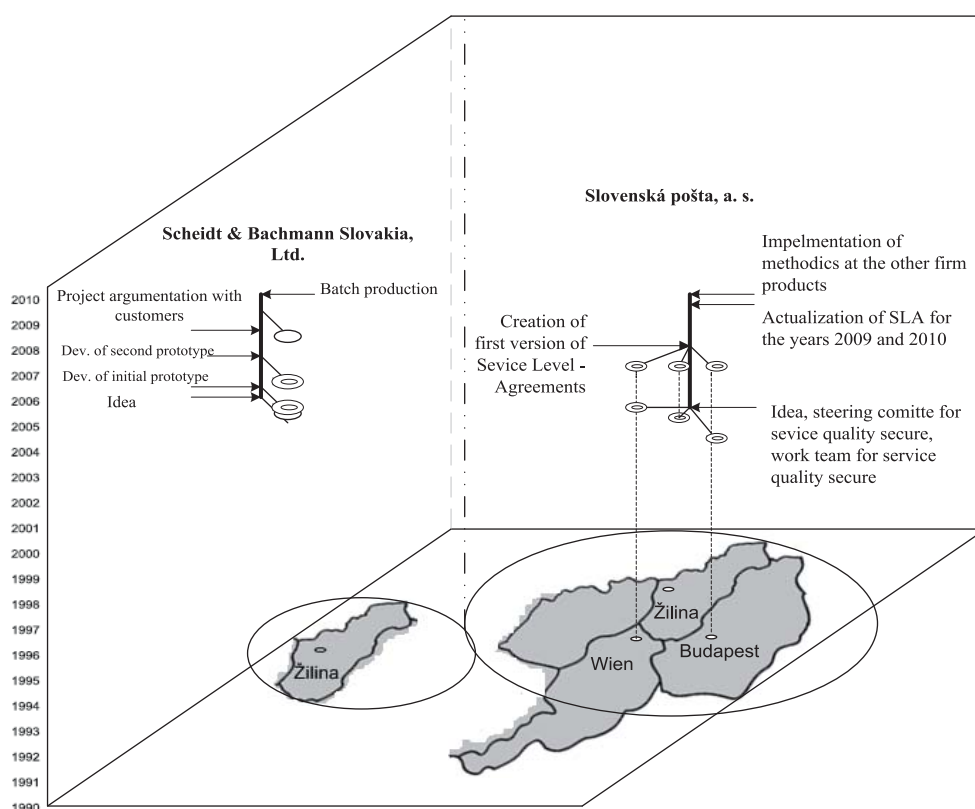 Slovenská pošta, a. s.
Scheidt & Bachmann Slovakia,
Ltd.
Impelmentation of
methodics at the other firm
products
Batch production
Project argumentation with
customers
Actualization of SLA for
the years 2009 and 2010
Creation of
first version of
Sevice Level -
Agreements
Dev. of second prototype
Dev. of initial prototype
Idea
Idea, steering comitte for
sevice quality secure,
work team for service
quality secure
2010
2009
2008
2007
2006
2005
2004
2003
2002
2001
2000
1999
1998
1997
1996
1995
1994
1993
1992
1991
1990
Žilina
Žilina
Wien
Budapest